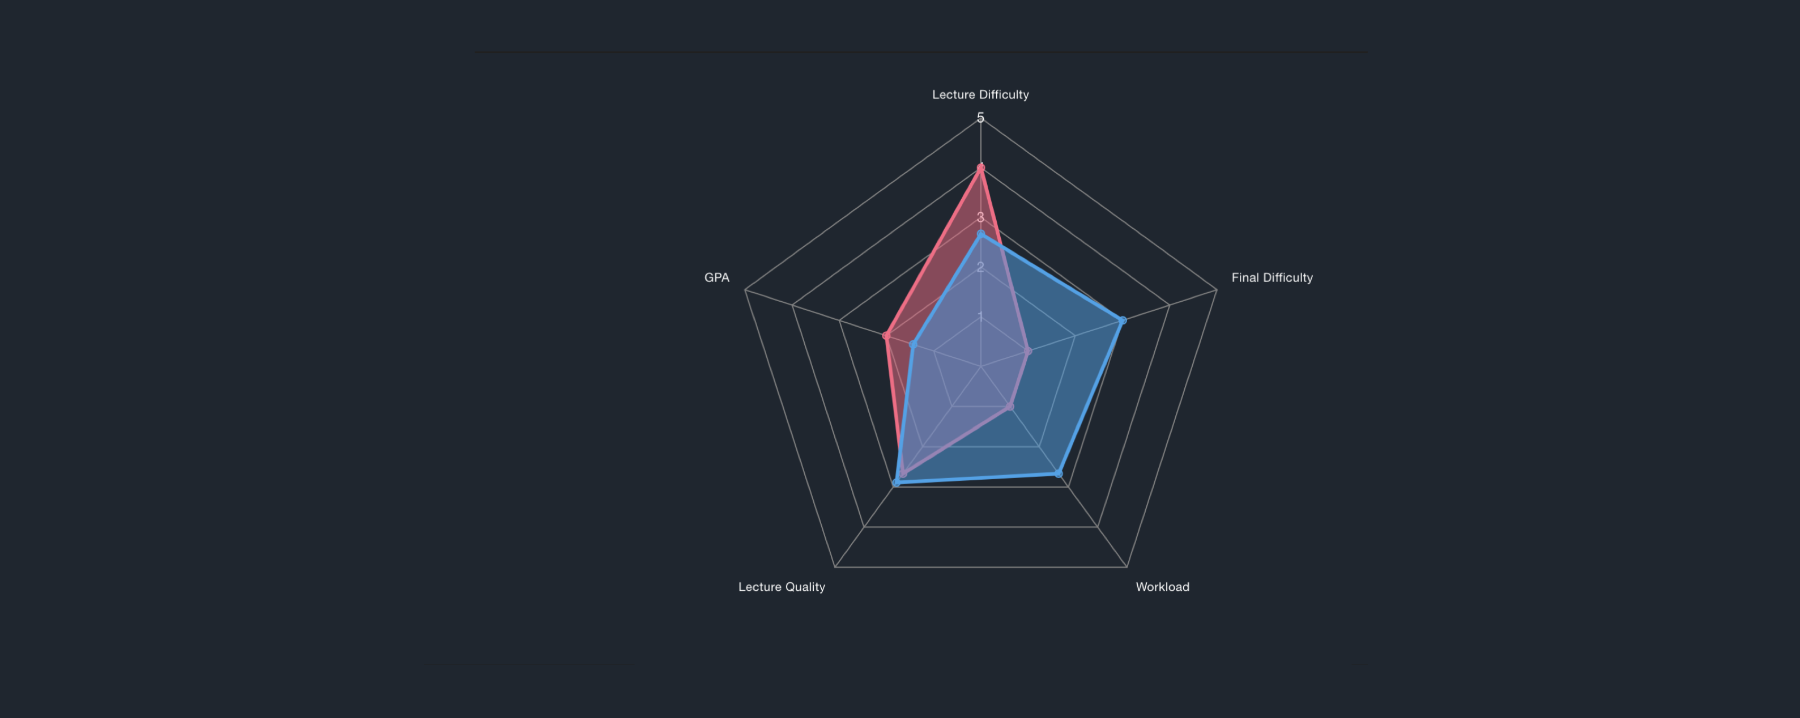 Lecture Difficulty
5
3
2
1
GPA
Final Difficulty
Lecture Quality
Workload